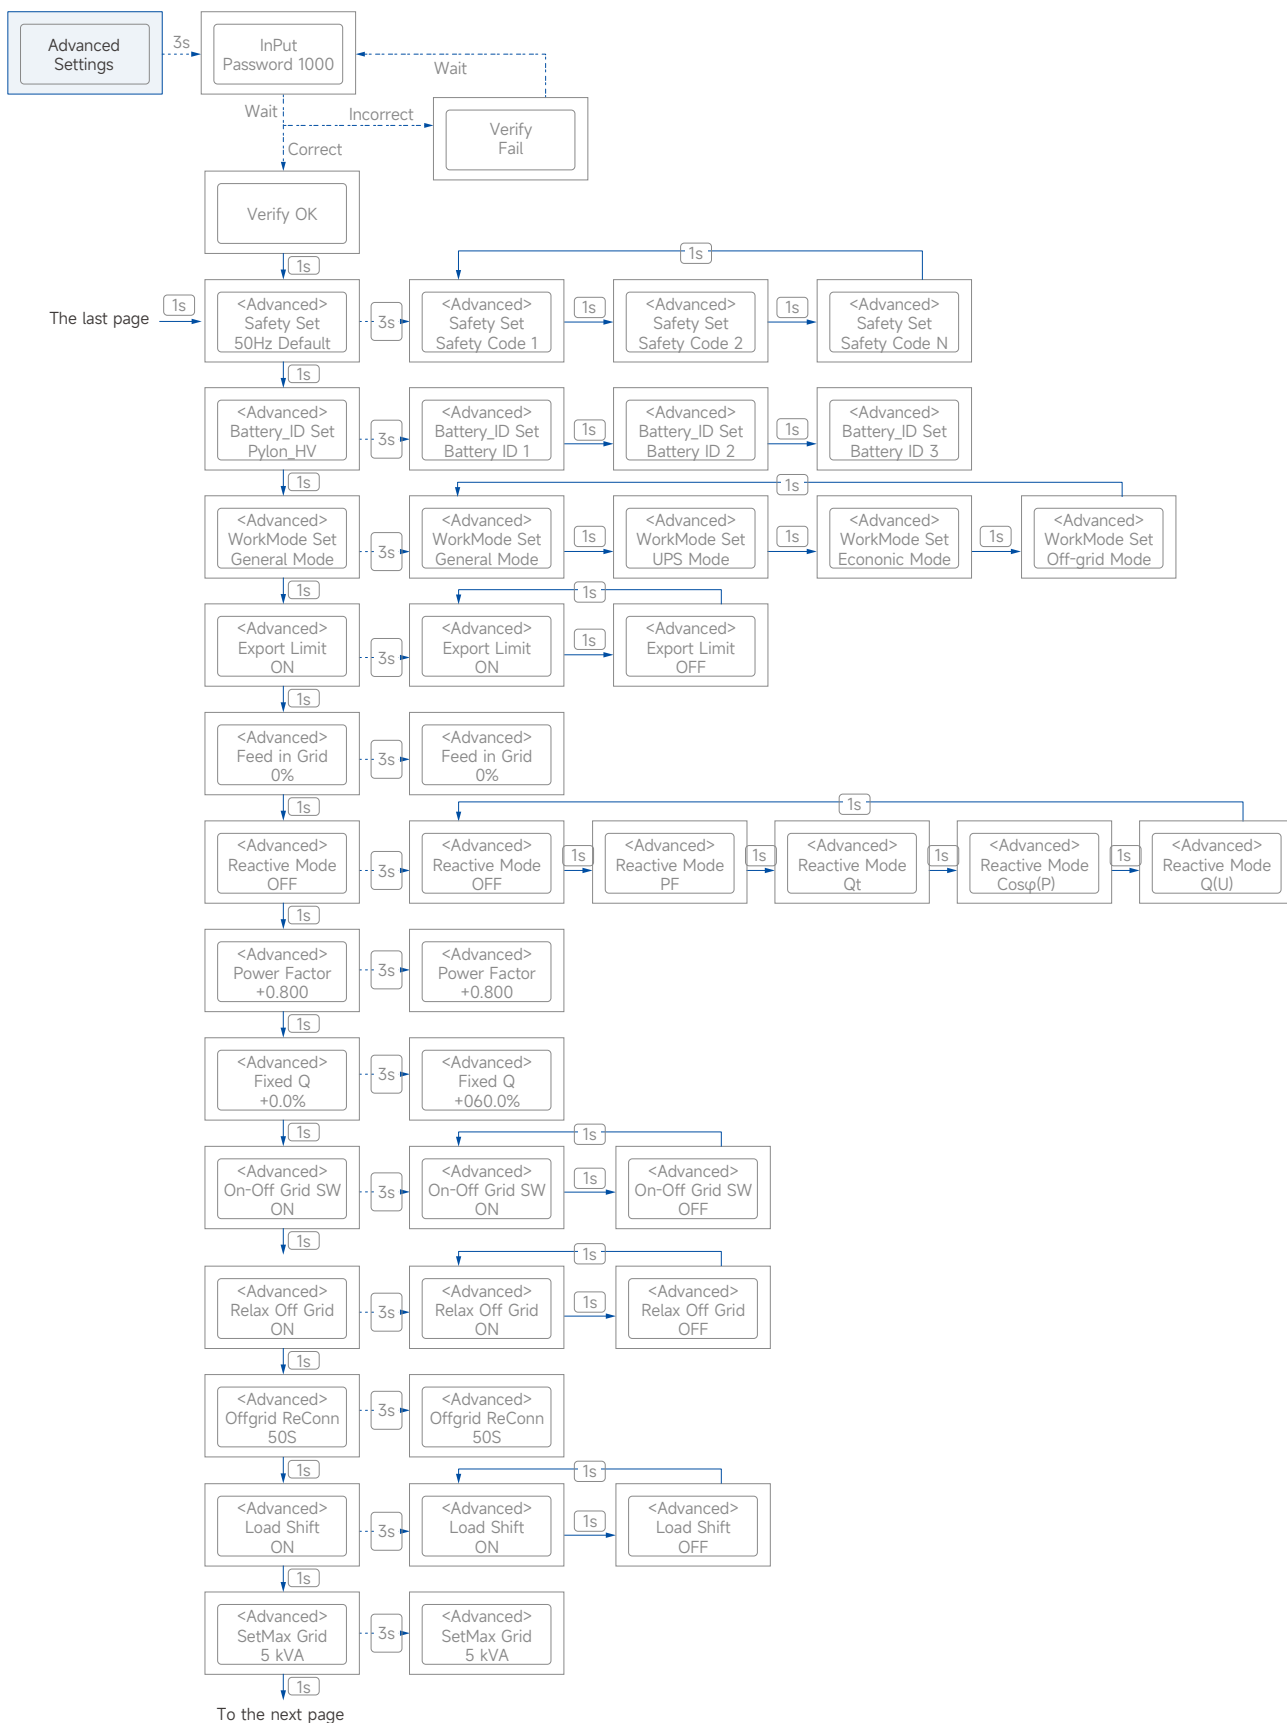 Advanced
Settings
3s
InPut
Password 1000
Wait
Wait
Incorrect
Verify
Fail
Correct
Verify OK
1s
1s
The last page
1s
<Advanced>
Safety Set
50Hz Default
3s
<Advanced>
Safety Set
Safety Code 1
1s
<Advanced>
Safety Set
Safety Code 2
1s
<Advanced>
Safety Set
Safety Code N
1s
<Advanced>
Battery_ID Set
Pylon_HV
3s
<Advanced>
Battery_ID Set
Battery ID 1
1s
<Advanced>
Battery_ID Set
Battery ID 2
1s
<Advanced>
Battery_ID Set
Battery ID 3
1s
1s
<Advanced>
WorkMode Set
General Mode
3s
<Advanced>
WorkMode Set
General Mode
1s
<Advanced>
WorkMode Set
UPS Mode
1s
<Advanced>
WorkMode Set
Econonic Mode
1s
<Advanced>
WorkMode Set
Off-grid Mode
1s
1s
<Advanced>
Export Limit
ON
3s
<Advanced>
Export Limit
ON
1s
<Advanced>
Export Limit
OFF
1s
<Advanced>
Feed in Grid
0%
3s
<Advanced>
Feed in Grid
0%
1s
1s
<Advanced>
Reactive Mode
OFF
3s
<Advanced>
Reactive Mode
OFF
1s
<Advanced>
Reactive Mode
PF
1s
<Advanced>
Reactive Mode
Qt
1s
<Advanced>
Reactive Mode
Cosφ(P)
1s
<Advanced>
Reactive Mode
Q(U)
1s
<Advanced>
Power Factor
+0.800
3s
<Advanced>
Power Factor
+0.800
1s
<Advanced>
Fixed Q
+0.0%
3s
<Advanced>
Fixed Q
+060.0%
1s
1s
<Advanced>
On-Off Grid SW
ON
3s
<Advanced>
On-Off Grid SW
ON
1s
<Advanced>
On-Off Grid SW
OFF
1s
1s
<Advanced>
Relax Off Grid
ON
3s
<Advanced>
Relax Off Grid
ON
1s
<Advanced>
Relax Off Grid
OFF
1s
<Advanced>
Offgrid ReConn
50S
3s
<Advanced>
Offgrid ReConn
50S
1s
1s
<Advanced>
Load Shift
ON
3s
<Advanced>
Load Shift
ON
1s
<Advanced>
Load Shift
OFF
1s
<Advanced>
SetMax Grid
5 kVA
3s
<Advanced>
SetMax Grid
5 kVA
1s
To the next page